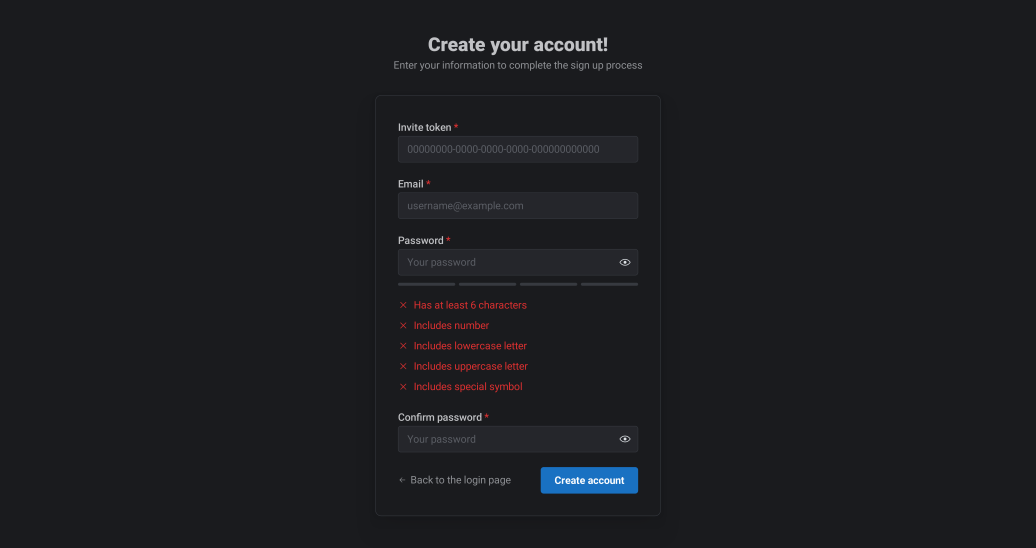 Create your account!
Enter your information to complete the sign up process
Invite token *
00000000-0000-0000-0000-000000000000
Email *
username@example.com
Password *
Your password
Has at least 6 characters
Includes number
Includes lowercase letter
Includes uppercase letter
Includes special symbol
Confirm password *
Your password
Back to the login page
Create account